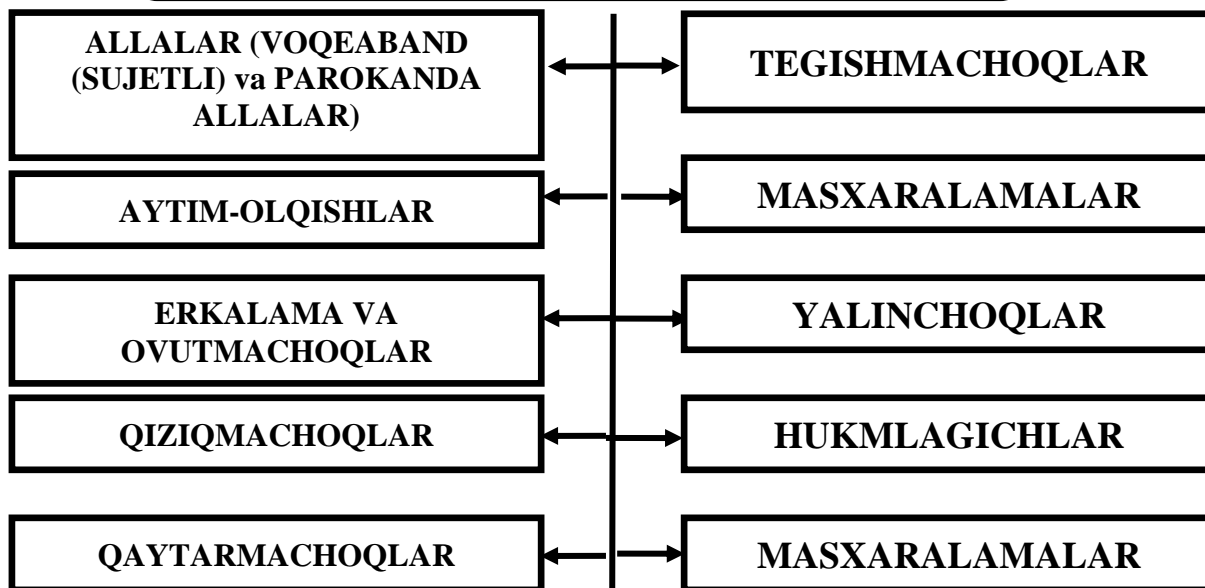 ALLALAR (VOQEABAND
(SUJETLI) va PAROKANDA
ALLALAR)
TEGISHMACHOQLAR
AYTIM-OLQISHLAR
MASXARALAMALAR
ERKALAMA VA
OVUTMACHOQLAR
YALINCHOQLAR
QIZIQMACHOQLAR
HUKMLAGICHLAR
QAYTARMACHOQLAR
MASXARALAMALAR